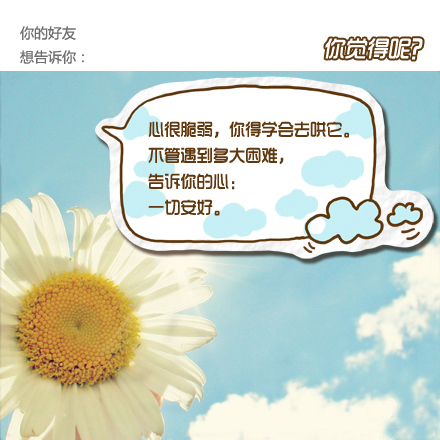 你的好友
想告诉你：
你觉得呢?
心很脆弱，你得学会去哄它。
不管遇到多大困难，
告诉你的心：
一切安好。